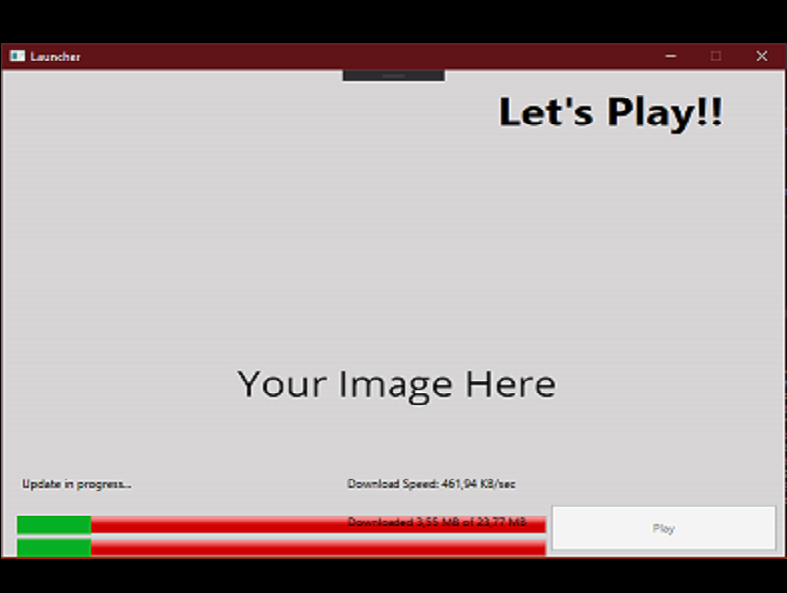 Launcher
Let's Play!!
Your Image Here
Update in progress...
Download Speed: 461,94 KB/sec
Downloaded 3,55 MB of 23,77 MB
Play